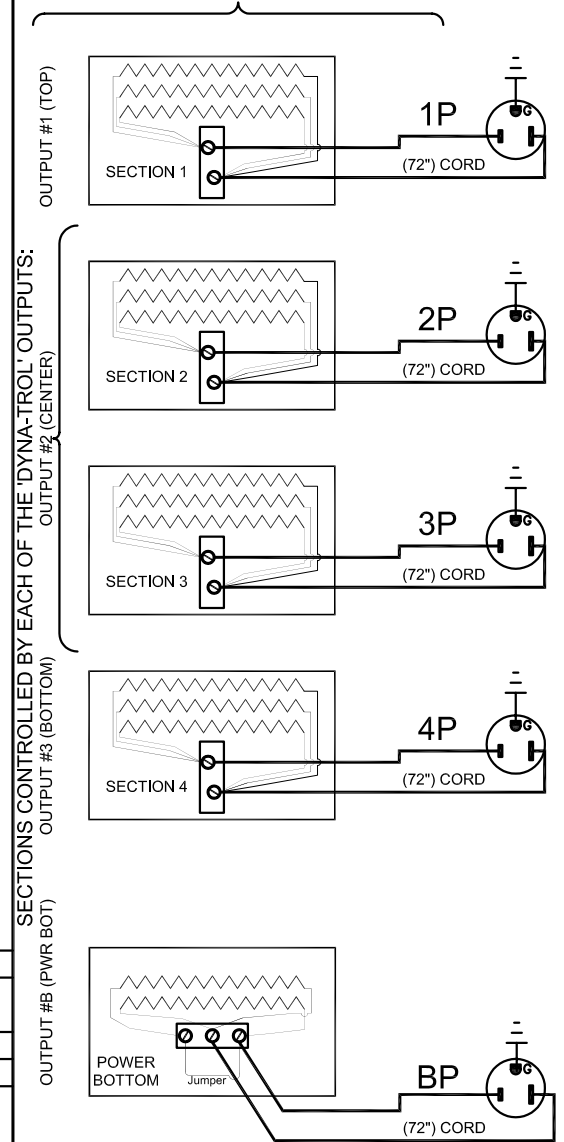 SECTIONS CONTROLLED BY EACH OF THE 'DYNA-TROL' OUTPUTS:
OUTPUT #1 (TOP)
SECTION 1
1P
(72") CORD
G
OUTPUT #2 (CENTER)
SECTION 2
2P
(72") CORD
G
SECTION 3
3P
(72") CORD
G
OUTPUT #3 (BOTTOM)
SECTION 4
4P
(72") CORD
G
OUTPUT #B (PWR BOT)
POWER
BOTTOM
Jumper
BP
(72") CORD
G